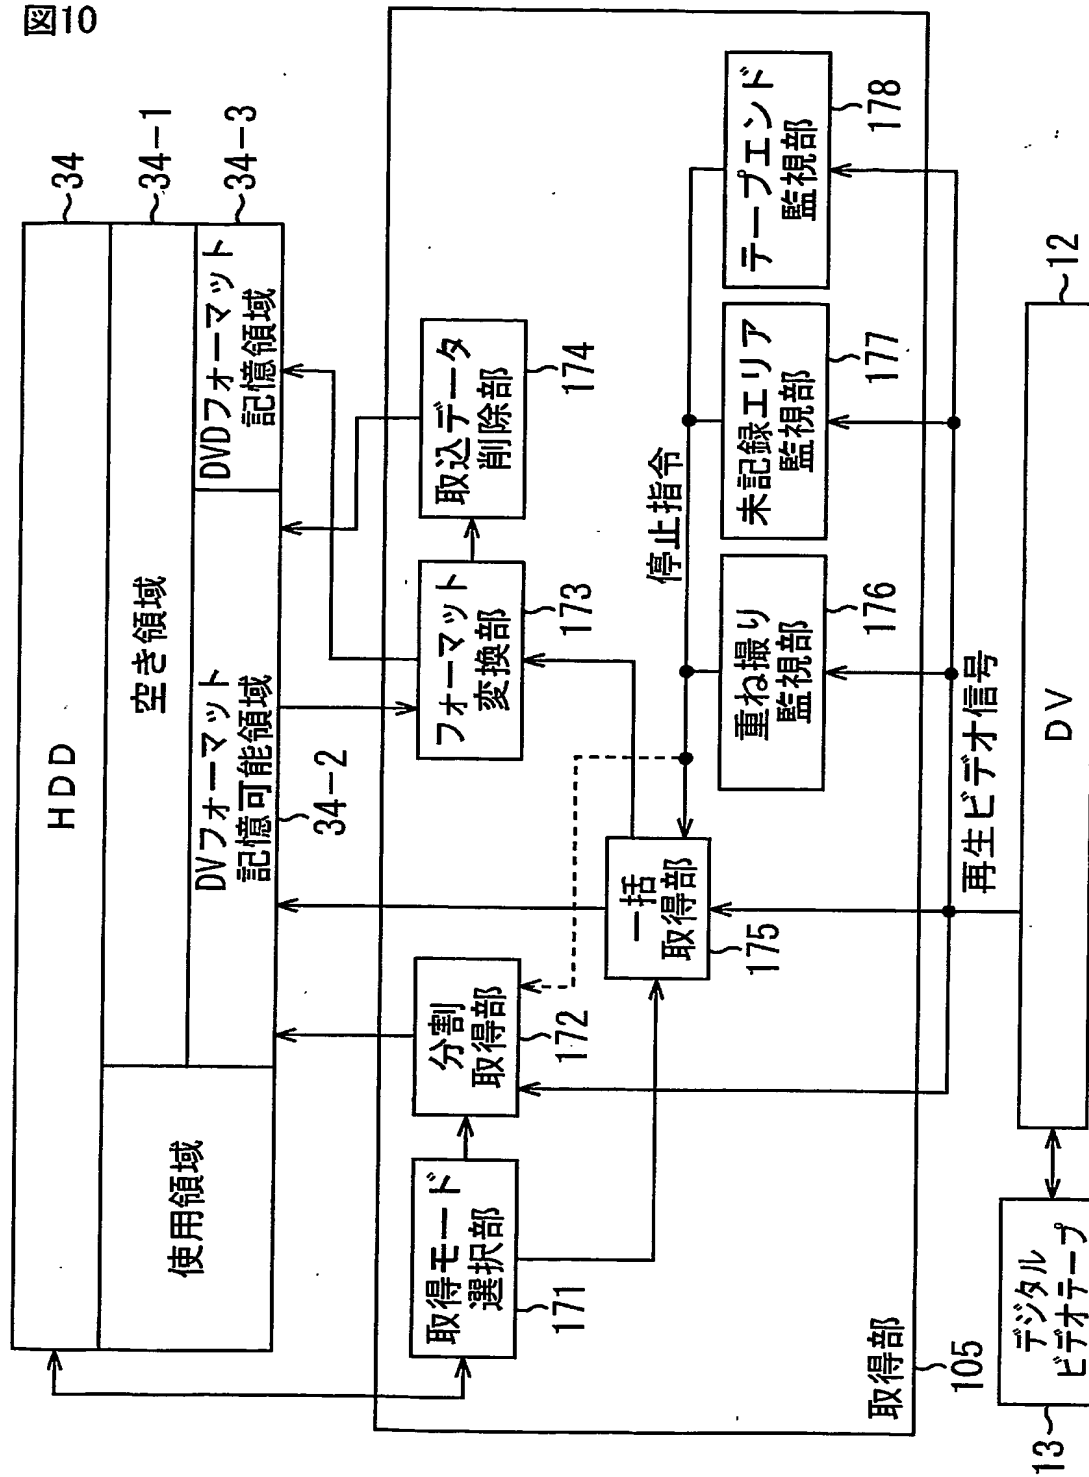 図10
HDD
34
使用領域
空き領域
34-1
DVフォーマット
記憶可能領域
34-2
DVDフォーマット
記憶領域
34-3
取得モード
選択部
171
分割
取得部
172
フォーマット
変換部
173
取込データ
削除部
174
一括
取得部
175
停止指令
重ね撮り
監視部
176
未記録エリア
監視部
177
テープエンド
監視部
178
取得部
105
再生ビデオ信号
デジタル
ビデオテープ
13
DV
12